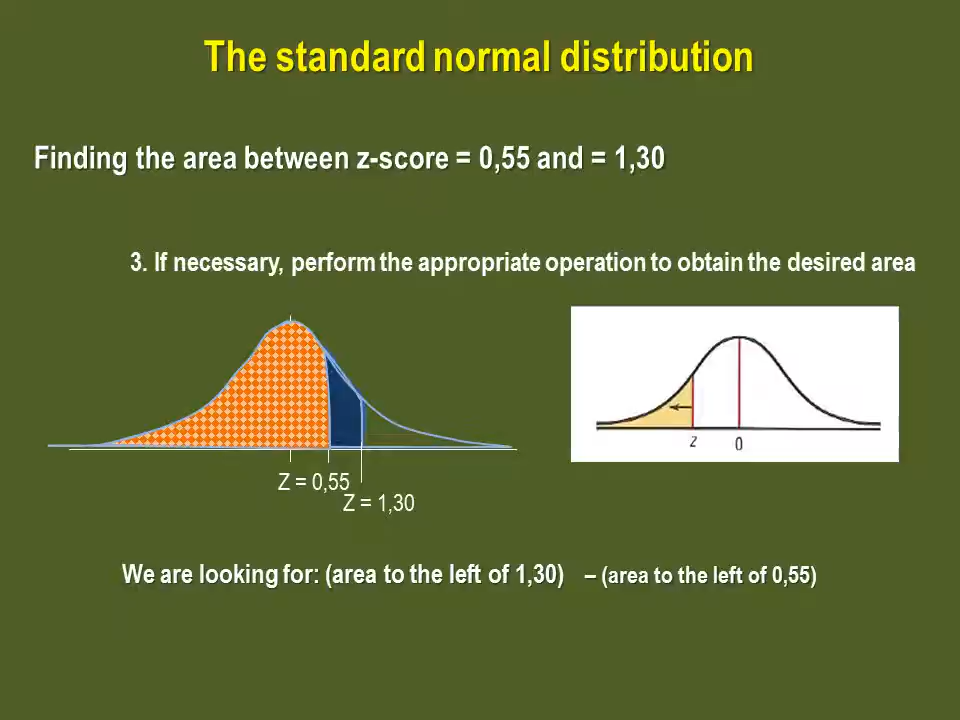 The standard normal distribution
Finding the area between z-score = 0,55 and = 1,30
3. If necessary, perform the appropriate operation to obtain the desired area
z
0
Z = 0,55
Z = 1,30
We are looking for: (area to the left of 1,30) – (area to the left of 0,55)